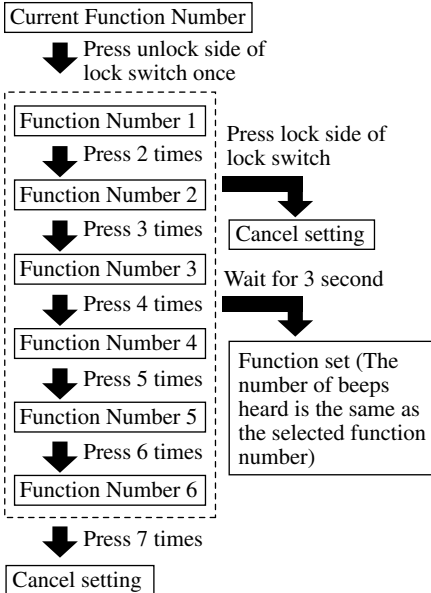 Current Function Number
Press unlock side of
lock switch once
Function Number 1
Press 2 times
Function Number 2
Press 3 times
Function Number 3
Press 4 times
Function Number 4
Press 5 times
Function Number 5
Press 6 times
Function Number 6
Press 7 times
Cancel setting
Press lock side of
lock switch
Cancel setting
Wait for 3 second
Function set (The
number of beeps
heard is the same as
the selected function
number)